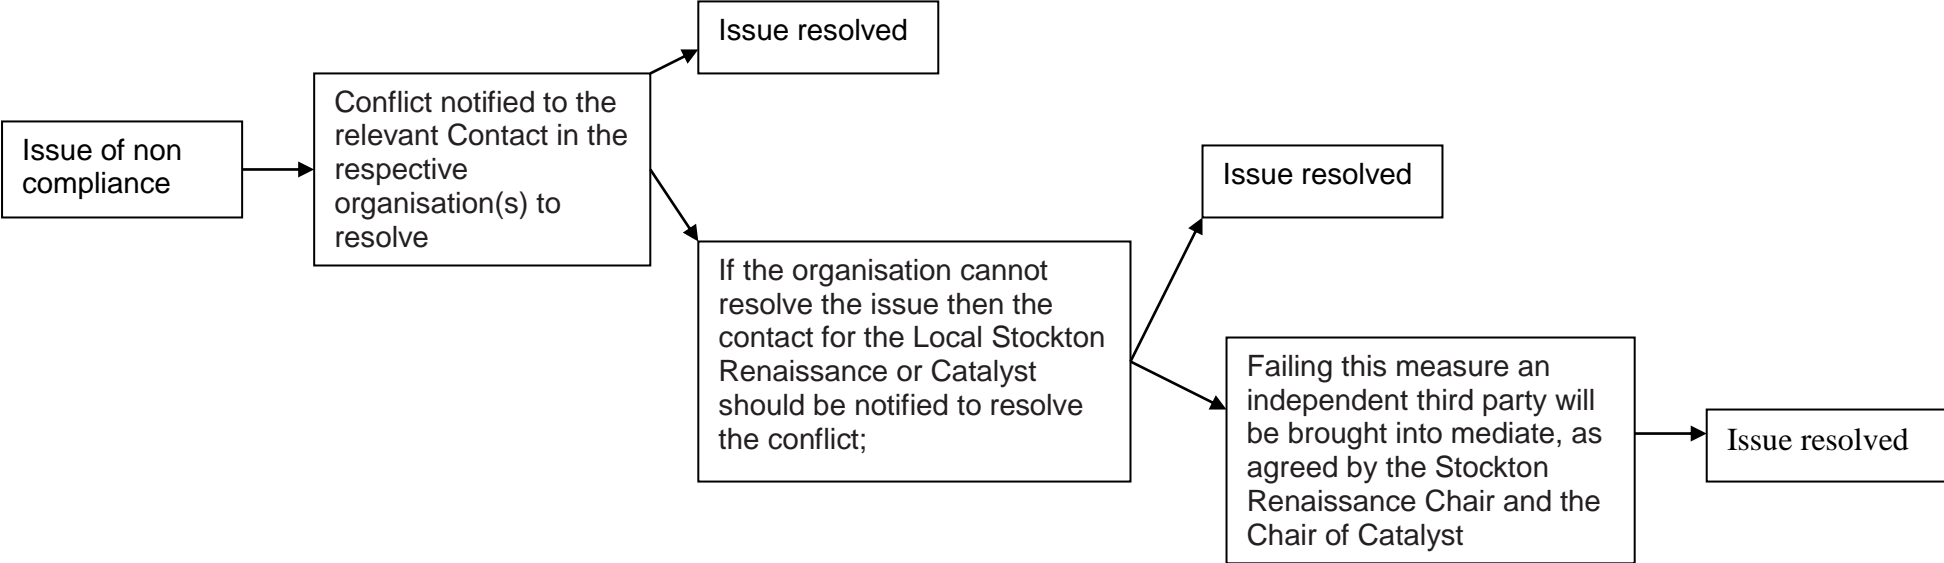 Issue of non
compliance
Conflict notified to the
relevant Contact in the
respective
organisation(s) to
resolve
Issue resolved
If the organisation cannot
resolve the issue then the
contact for the Local Stockton
Renaissance or Catalyst
should be notified to resolve
the conflict;
Issue resolved
Failing this measure an
independent third party will
be brought into mediate, as
agreed by the Stockton
Renaissance Chair and the
Chair of Catalyst
Issue resolved